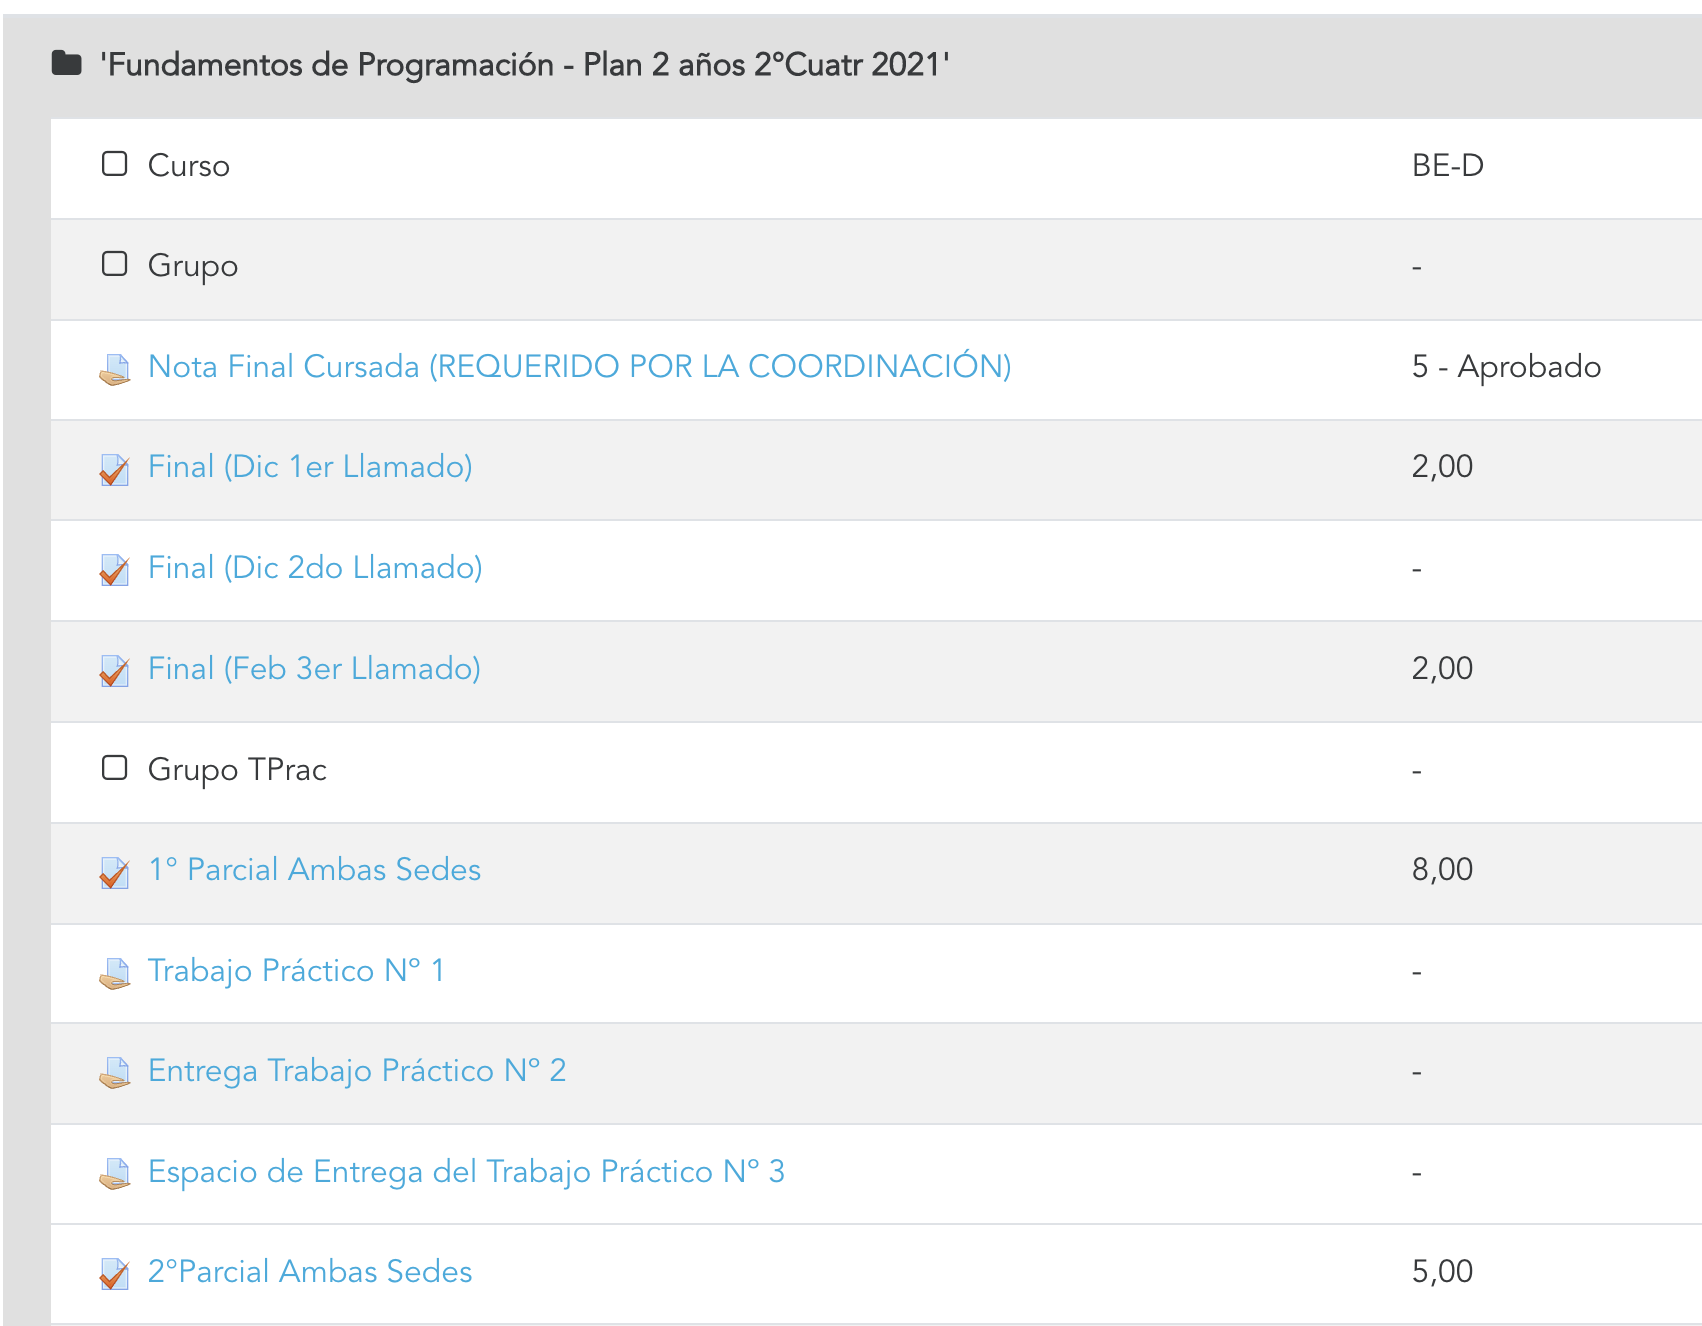 'Fundamentos de Programación - Plan 2 años 2°Cuatr 2021'
Curso BE-D
Grupo -
Nota Final Cursada (REQUERIDO POR LA COORDINACIÓN) 5 - Aprobado
Final (Dic 1er Llamado) 2,00
Final (Dic 2do Llamado) -
Final (Feb 3er Llamado) 2,00
Grupo TPrac -
1° Parcial Ambas Sedes 8,00
Trabajo Práctico Nº 1 -
Entrega Trabajo Práctico Nº 2 -
Espacio de Entrega del Trabajo Práctico Nº 3 -
2°Parcial Ambas Sedes 5,00